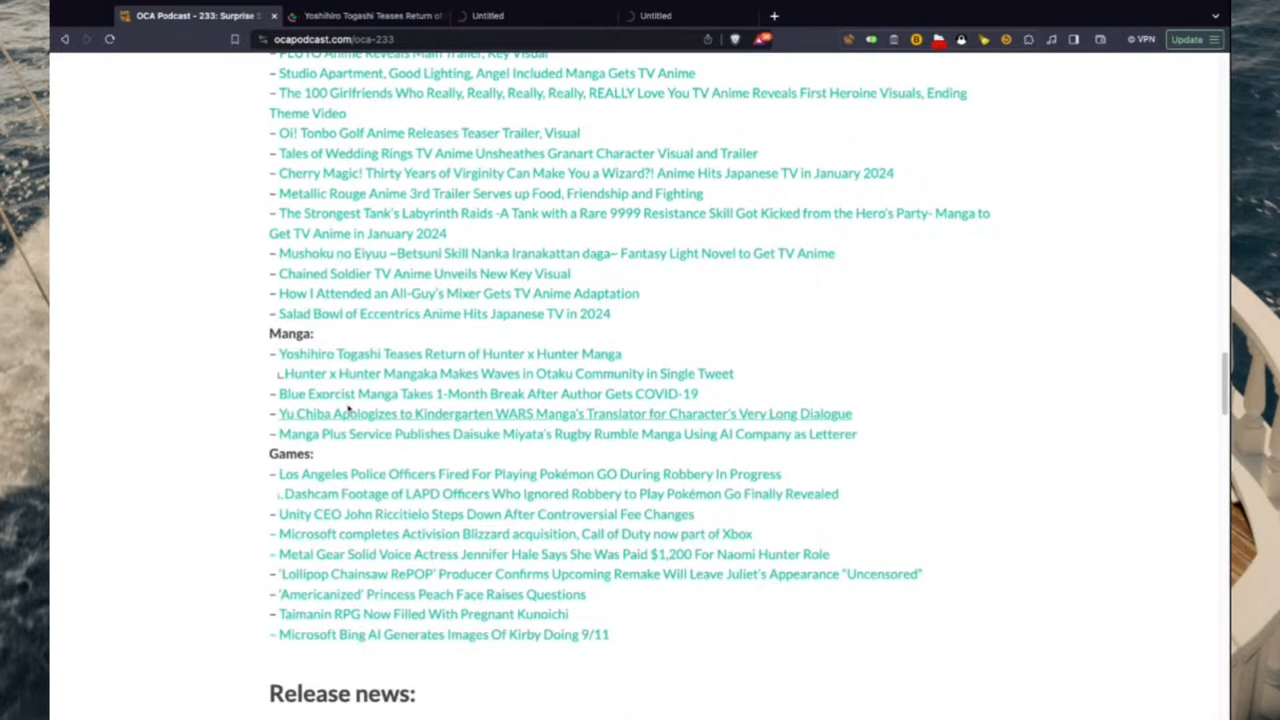 OCA Podcast - 233: Surprise S
Yoshihiro Togashi Teases Return of
Untitled
Untitled
ocapodcast.com/oca-233
VPN
Update
PLUTO Anime Reveals Main Trailer, Key Visual
– Studio Apartment, Good Lighting, Angel Included Manga Gets TV Anime
– The 100 Girlfriends Who Really, Really, Really, Really, REALLY Love You TV Anime Reveals First Heroine Visuals, Ending
Theme Video
– Oi! Tonbo Golf Anime Releases Teaser Trailer, Visual
– Tales of Wedding Rings TV Anime Unsheathes Granart Character Visual and Trailer
– Cherry Magic! Thirty Years of Virginity Can Make You a Wizard?! Anime Hits Japanese TV in January 2024
– Metallic Rouge Anime 3rd Trailer Serves up Food, Friendship and Fighting
– The Strongest Tank's Labyrinth Raids -A Tank with a Rare 9999 Resistance Skill Got Kicked from the Hero's Party- Manga to
Get TV Anime in January 2024
– Mushoku no Eiyuu ~Betsuni Skill Nanka Iranakattan daga~ Fantasy Light Novel to Get TV Anime
– Chained Soldier TV Anime Unveils New Key Visual
– How I Attended an All-Guy's Mixer Gets TV Anime Adaptation
– Salad Bowl of Eccentrics Anime Hits Japanese TV in 2024
Manga:
– Yoshihiro Togashi Teases Return of Hunter x Hunter Manga
∟Hunter x Hunter Mangaka Makes Waves in Otaku Community in Single Tweet
– Blue Exorcist Manga Takes 1-Month Break After Author Gets COVID-19
– Yu Chiba Apologizes to Kindergarten WARS Manga's Translator for Character's Very Long Dialogue
– Manga Plus Service Publishes Daisuke Miyata's Rugby Rumble Manga Using AI Company as Letterer
Games:
– Los Angeles Police Officers Fired For Playing Pokémon GO During Robbery In Progress
∟Dashcam Footage of LAPD Officers Who Ignored Robbery to Play Pokémon Go Finally Revealed
– Unity CEO John Riccitielo Steps Down After Controversial Fee Changes
– Microsoft completes Activision Blizzard acquisition, Call of Duty now part of Xbox
– Metal Gear Solid Voice Actress Jennifer Hale Says She Was Paid $1,200 For Naomi Hunter Role
– 'Lollipop Chainsaw RePOP' Producer Confirms Upcoming Remake Will Leave Juliet's Appearance "Uncensored"
– 'Americanized' Princess Peach Face Raises Questions
– Taimanin RPG Now Filled With Pregnant Kunoichi
– Microsoft Bing AI Generates Images Of Kirby Doing 9/11
Release news: